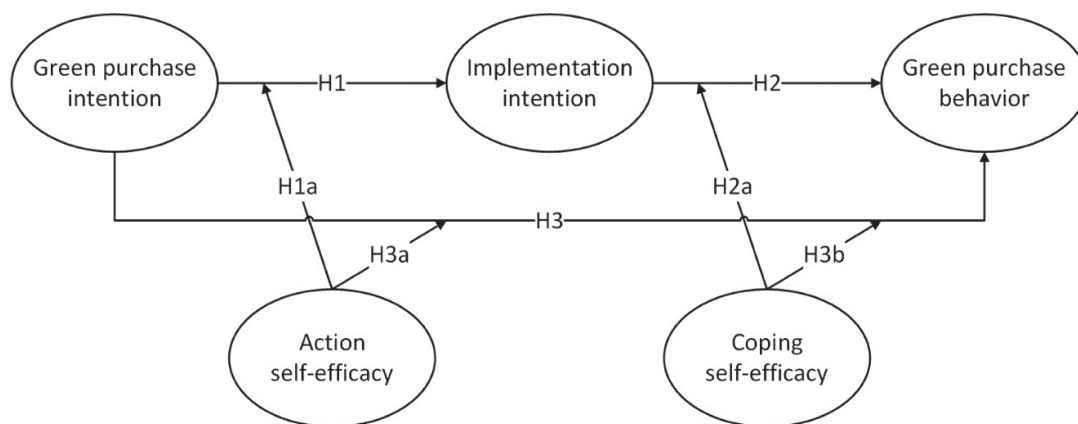 Green purchase
intention
H1
Implementation
intention
H2
Green purchase
behavior
H1a
H2a
H3
H3a
H3b
Action
self-efficacy
Coping
self-efficacy